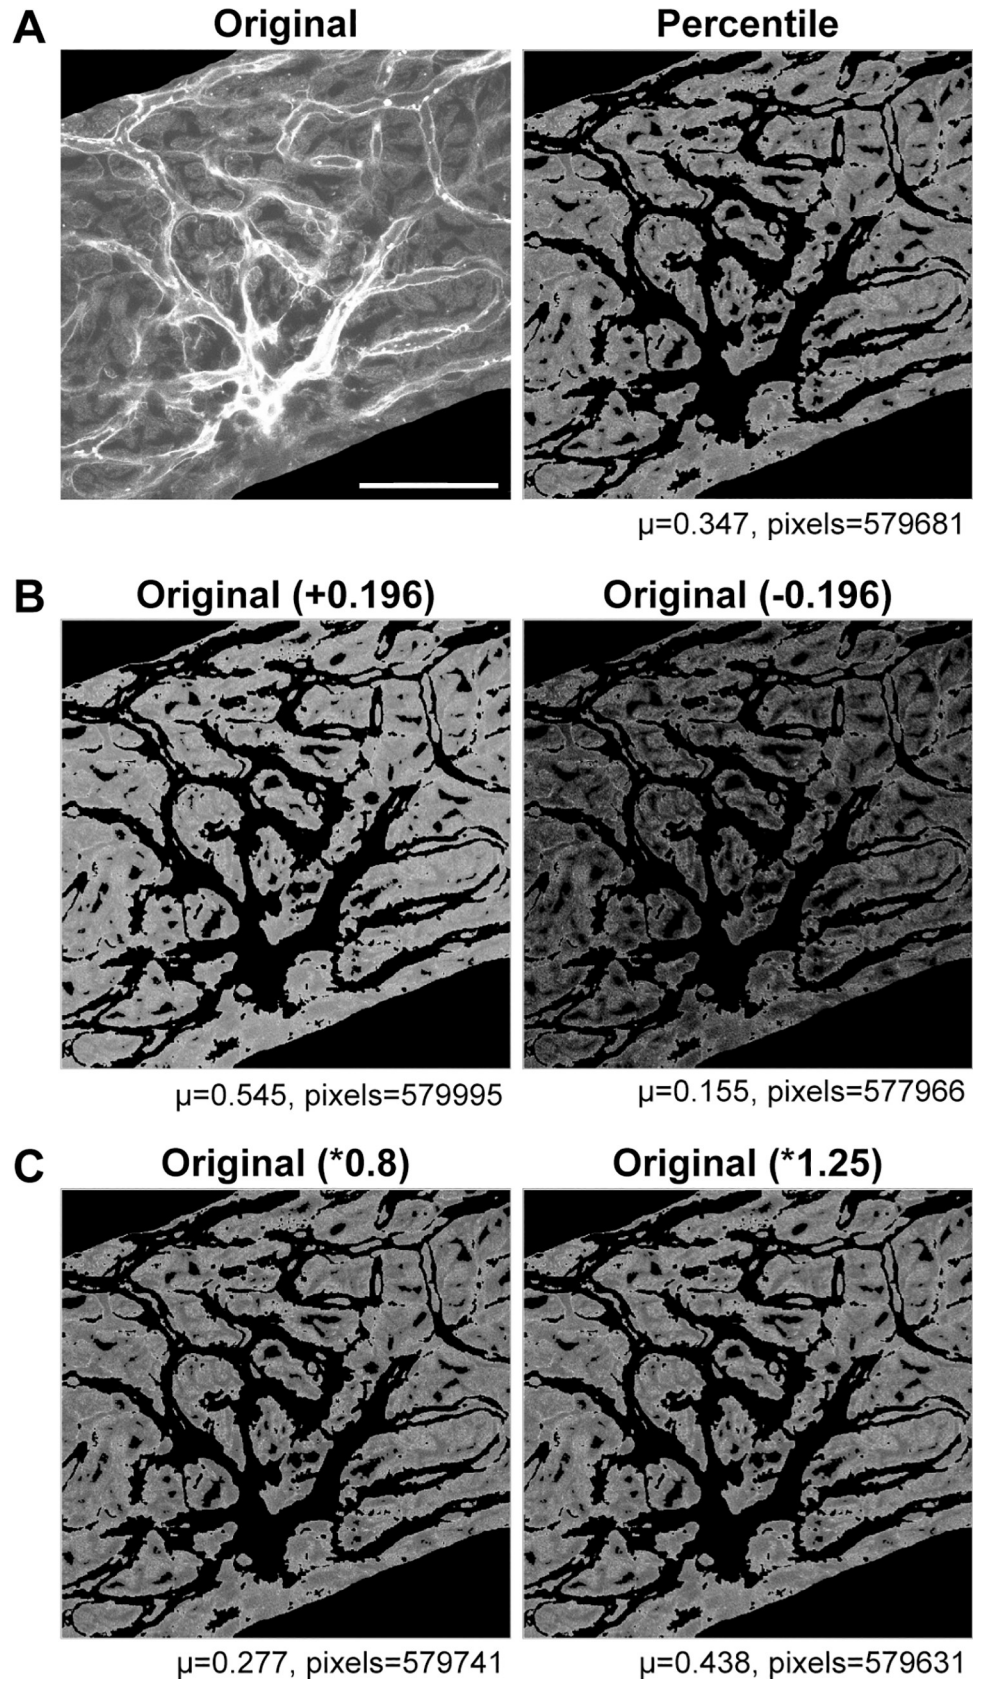 A Original Percentile
μ=0.347, pixels=579681
B Original (+0.196) Original (-0.196)
μ=0.545, pixels=579995 μ=0.155, pixels=577966
C Original (*0.8) Original (*1.25)
μ=0.277, pixels=579741 μ=0.438, pixels=579631